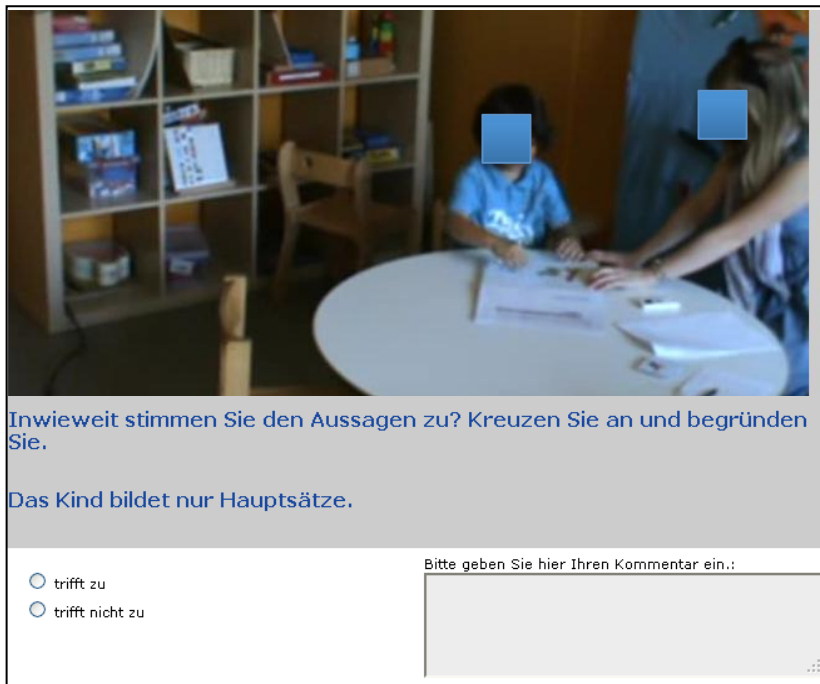 Inwieweit stimmen Sie den Aussagen zu? Kreuzen Sie an und begründen
Sie.
Das Kind bildet nur Hauptsätze.
Bitte geben Sie hier Ihren Kommentar ein.:
trifft zu
trifft nicht zu